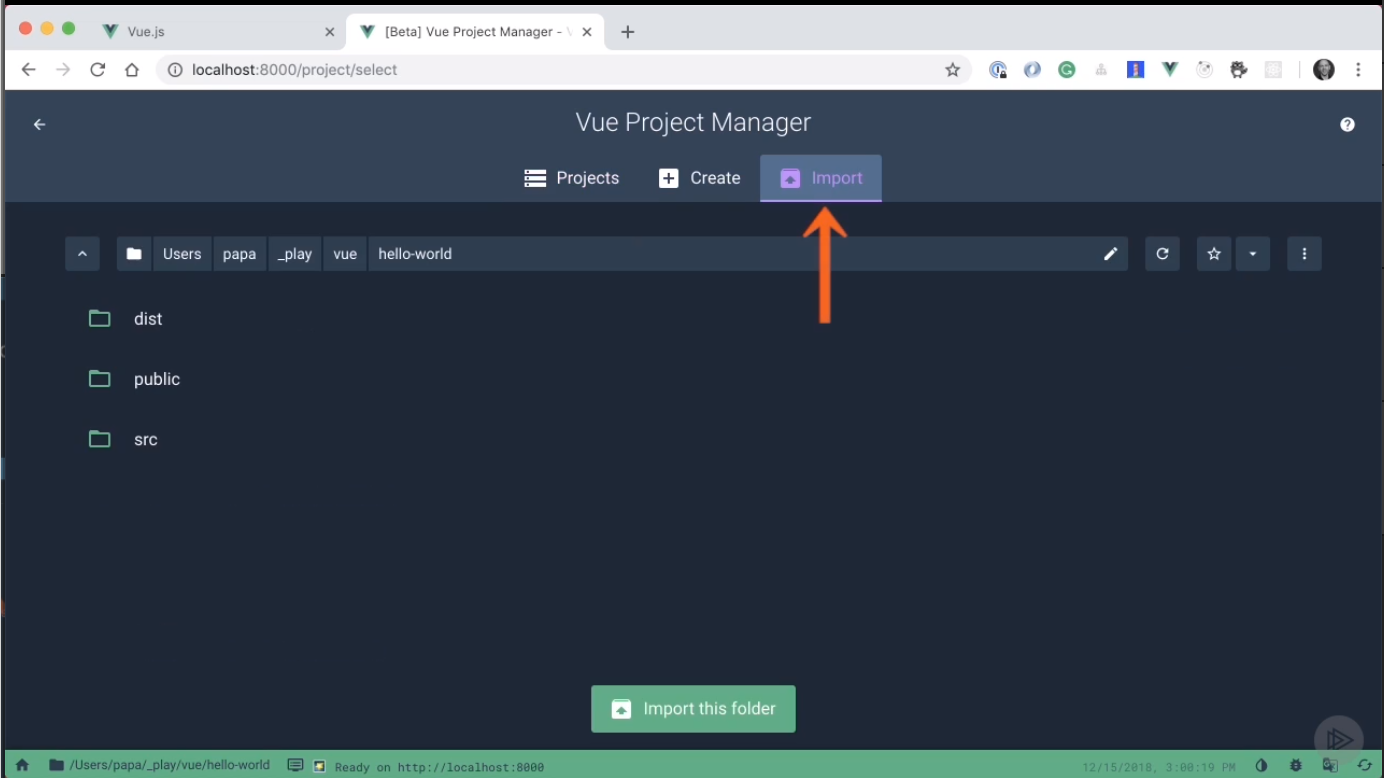 Vue.js
[Beta] Vue Project Manager -
localhost:8000/project/select
Vue Project Manager
Projects
Create
Import
Users
papa
_play
vue
hello-world
dist
public
src
Import this folder
/Users/papa/_play/vue/hello-world
Ready on http://localhost:8000
12/15/2018, 3:00:19 PM